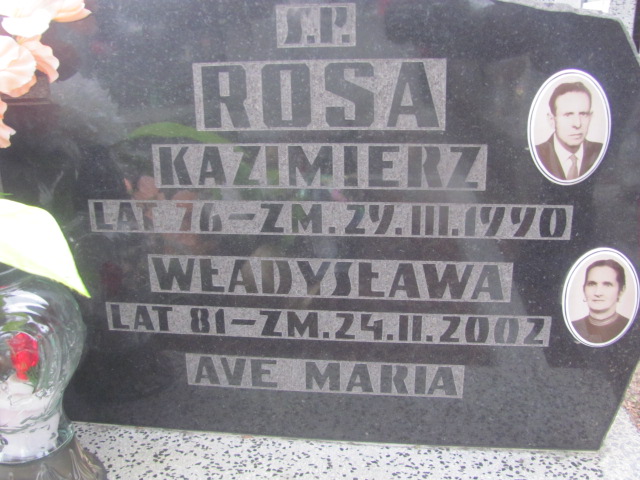 Ś.P.
ROSA
KAZIMIERZ
LAT 76-ZM.29.III.1990
WŁADYSŁAWA
LAT 81-ZM.24.II.2002
AVE MARIA